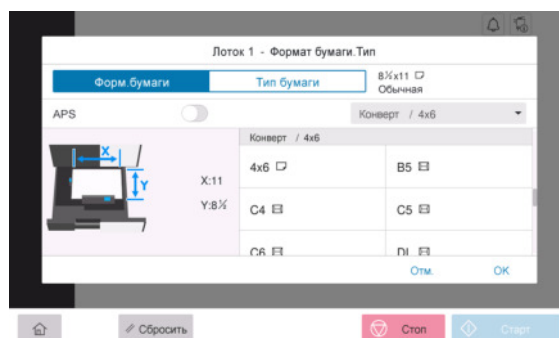 Лоток 1 - Формат бумаги.Тип
Форм.бумаги
Тип бумаги
8½x11
Обычная
APS
Конверт / 4x6
Конверт / 4x6
X
Y
X:11
Y:8½
4x6
B5
C4
C5
C6
DL
Отм.
OK
Сбросить
Стоп
Старт